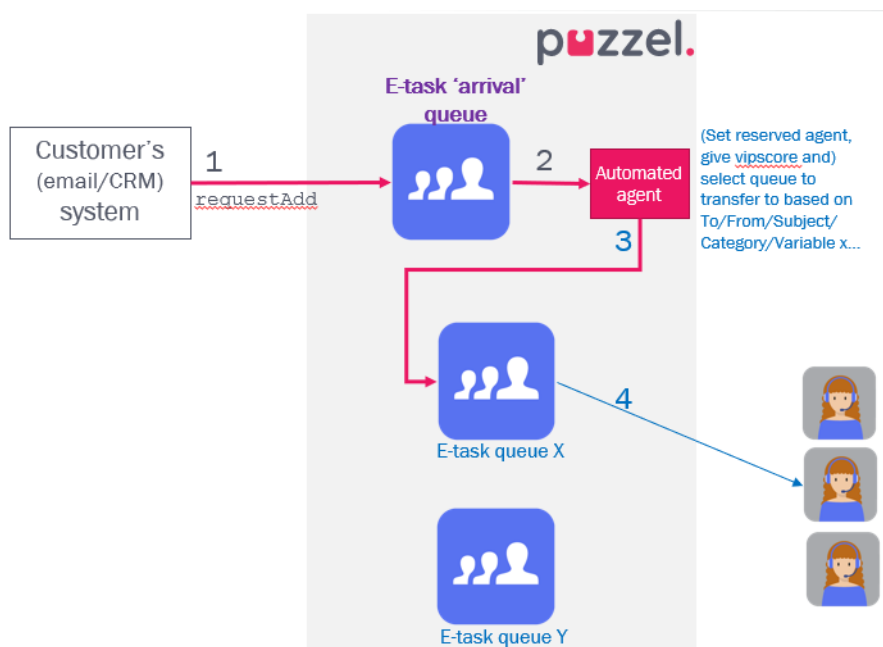 puzzel.
E-task ‘arrival’
queue
Customer's
(email/CRM)
system
1
requestAdd
2
Automated
agent
(Set reserved agent,
give vipscore and)
select queue to
transfer to based on
To/From/Subject/
Category/Variable x...
3
4
E-task queue X
E-task queue Y